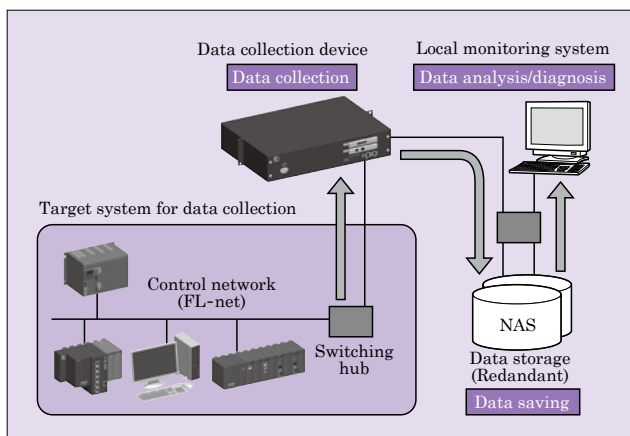 Data collection device
Data collection
Local monitoring system
Data analysis/diagnosis
Target system for data collection
Control network
(FL-net)
Switching
hub
NAS
Data storage
(Redandant)
Data saving